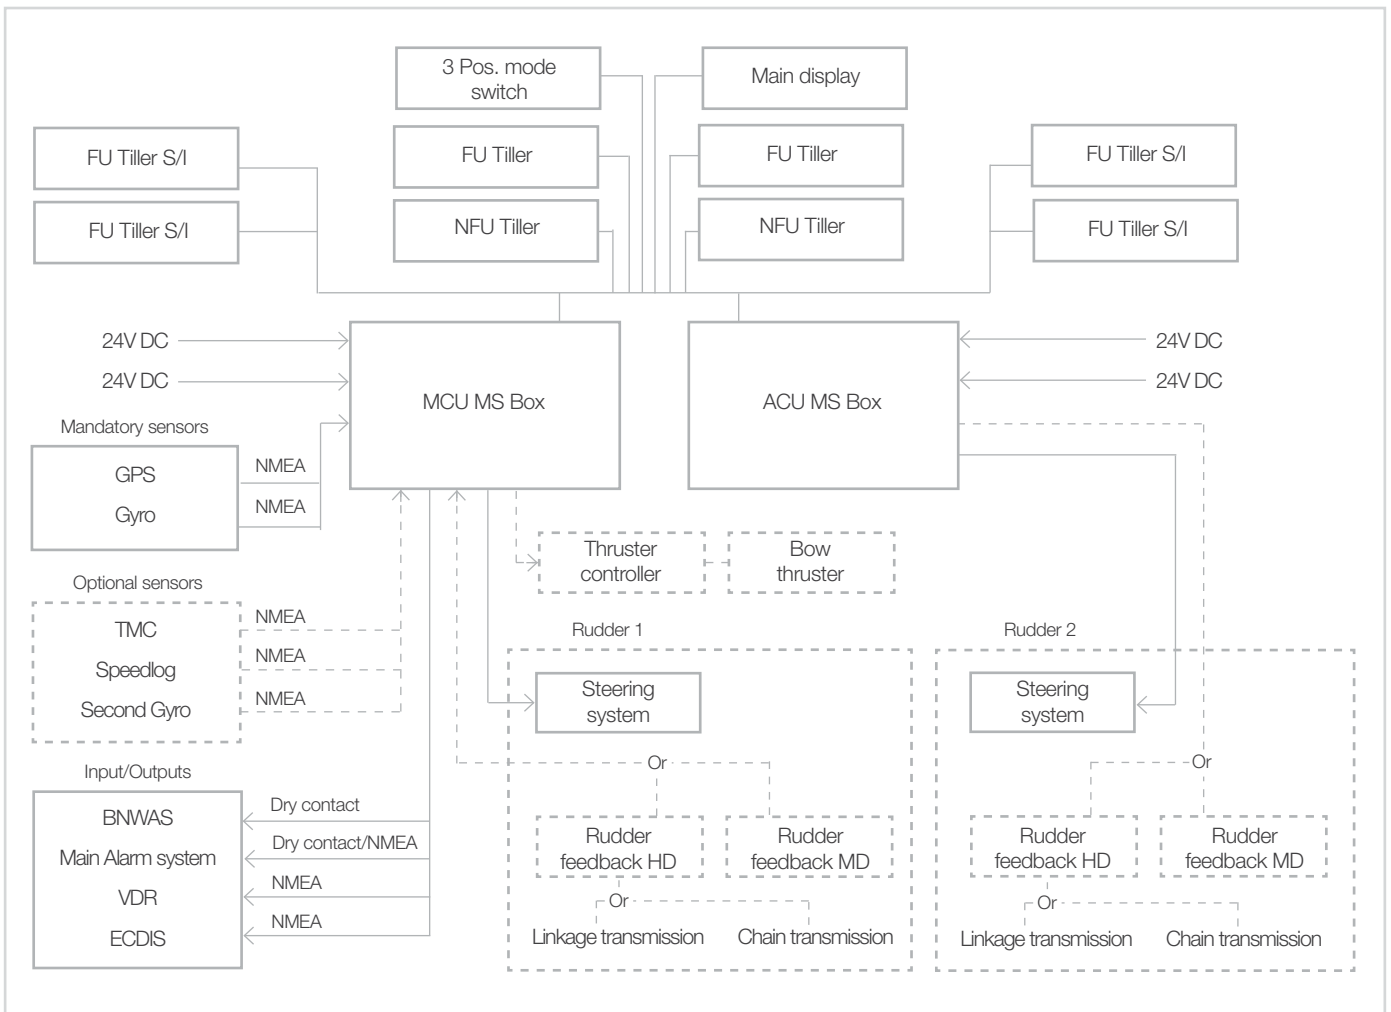 3 Pos. mode
switch
Main display
FU Tiller S/I
FU Tiller
FU Tiller
FU Tiller S/I
FU Tiller S/I
NFU Tiller
NFU Tiller
FU Tiller S/I
24V DC
24V DC
MCU MS Box
ACU MS Box
24V DC
24V DC
Mandatory sensors
GPS
Gyro
NMEA
NMEA
Optional sensors
TMC
Speedlog
Second Gyro
NMEA
NMEA
NMEA
Thruster
controller
Bow
thruster
Input/Outputs
BNWAS
Main Alarm system
VDR
ECDIS
Dry contact
Dry contact/NMEA
NMEA
NMEA
Rudder 1
Steering
system
Or
Rudder
feedback HD
Rudder
feedback MD
Or
Linkage transmission
Chain transmission
Rudder 2
Steering
system
Or
Rudder
feedback HD
Rudder
feedback MD
Or
Linkage transmission
Chain transmission